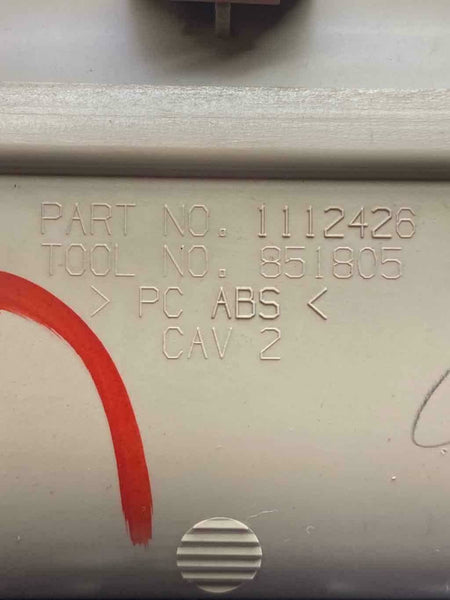 PART NO. 1112426
TOOL NO. 851805
> PC ABS <
CAV 2